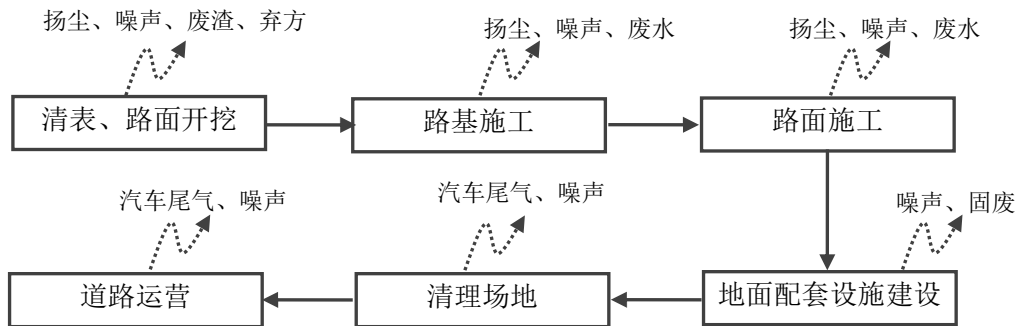 扬尘、噪声、废渣、弃方
扬尘、噪声、废水
扬尘、噪声、废水
清表、路面开挖
路基施工
路面施工
汽车尾气、噪声
汽车尾气、噪声
噪声、固废
道路运营
清理场地
地面配套设施建设